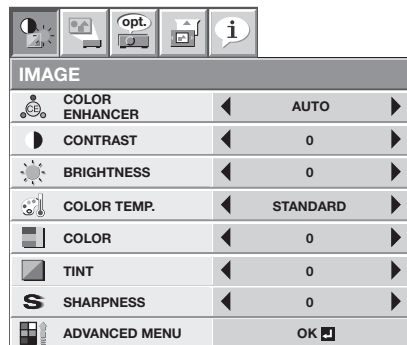 opt.
i
IMAGE
CE
COLOR
ENHANCER
AUTO
CONTRAST
0
BRIGHTNESS
0
COLOR TEMP.
STANDARD
COLOR
0
TINT
0
S
SHARPNESS
0
ADVANCED MENU
OK